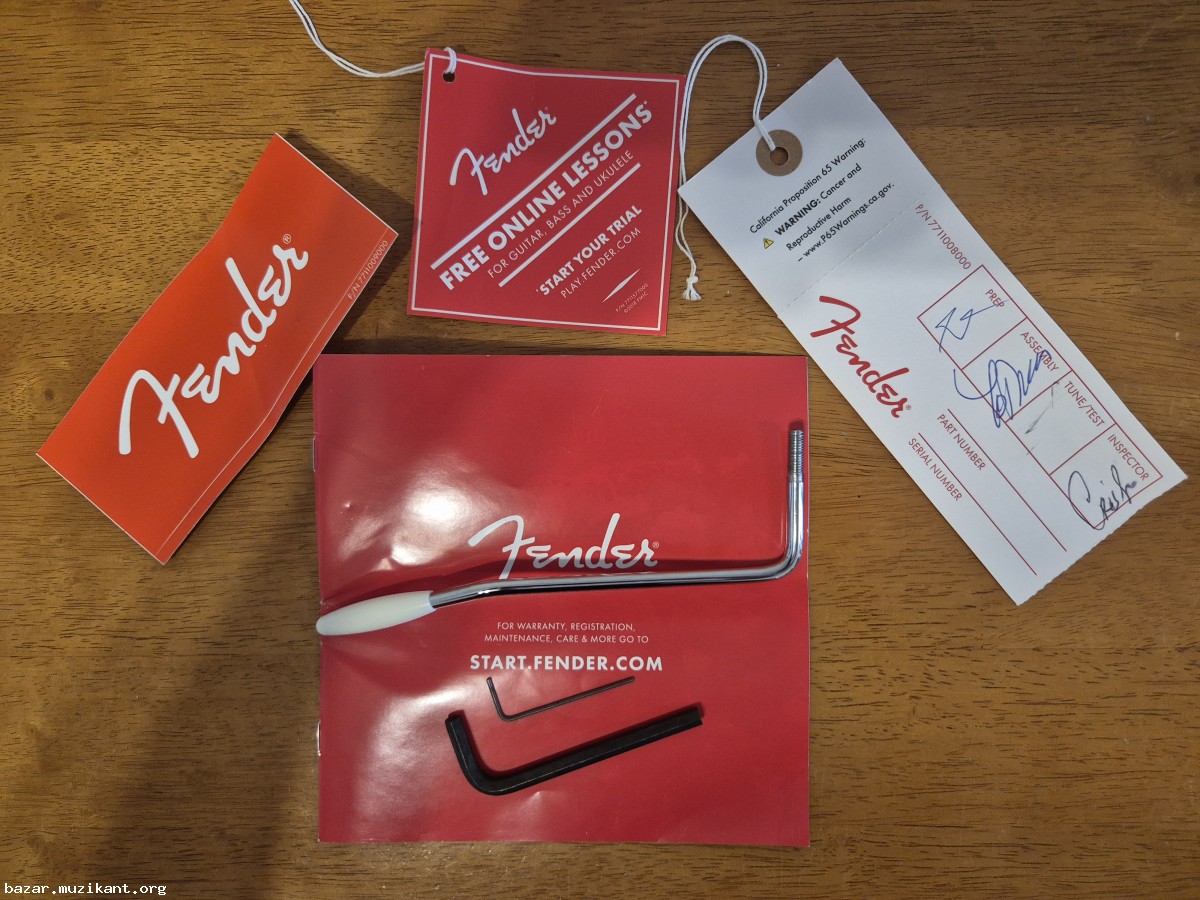 Fender®
P/N 7711009000
Fender
FREE ONLINE LESSONS*
FOR GUITAR, BASS AND UKULELE
START YOUR TRIAL
PLAY.FENDER.COM
©2018 FMIC
California Proposition 65 Warning:
⚠ WARNING: Cancer and
Reproductive Harm
– www.P65Warnings.ca.gov.
P/N 7711008000
Fender®
PREP
ASSEMBLY
TUNE/TEST
INSPECTOR
PART NUMBER
SERIAL NUMBER
Fender®
FOR WARRANTY, REGISTRATION,
MAINTENANCE, CARE & MORE GO TO
START.FENDER.COM
bazar.muzikant.org